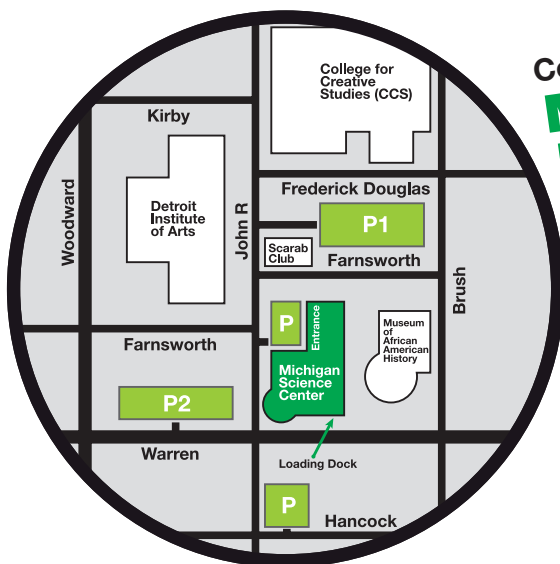 College for
Creative
Studies (CCS)
Co
Kirby
Frederick Douglas
Woodward
Detroit
Institute
of Arts
John R
P1
Scarab
Club
Farnsworth
Brush
P
Entrance
Museum
of
African
American
History
Farnsworth
Michigan
Science
Center
P2
Warren
Loading Dock
P
Hancock